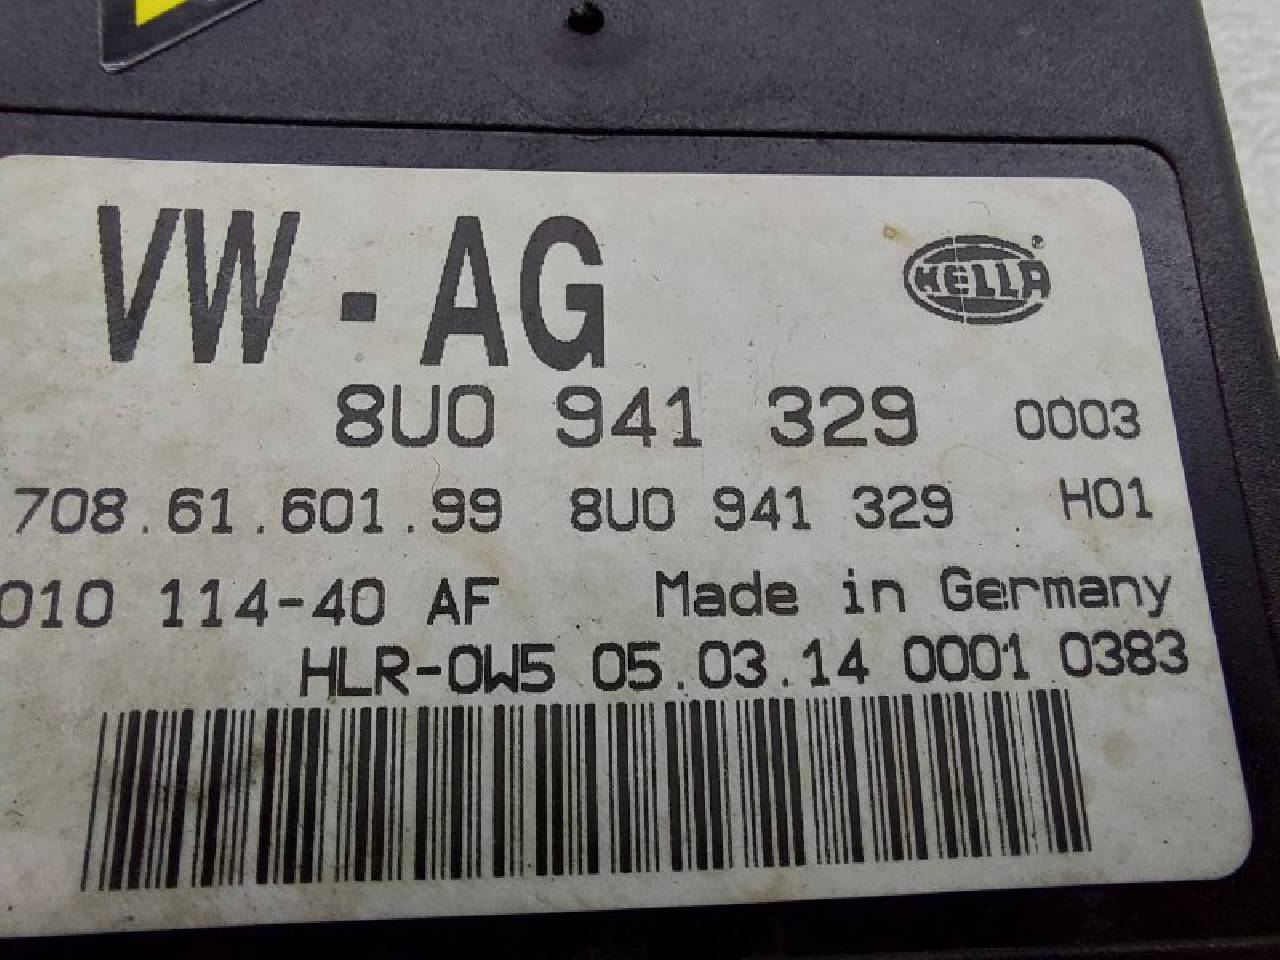 VW-AG
HELLA®
8U0 941 329 0003
708.61.601.99 8U0 941 329 H01
010 114-40 AF Made in Germany
HLR-0W5 05.03.14 0001 0383